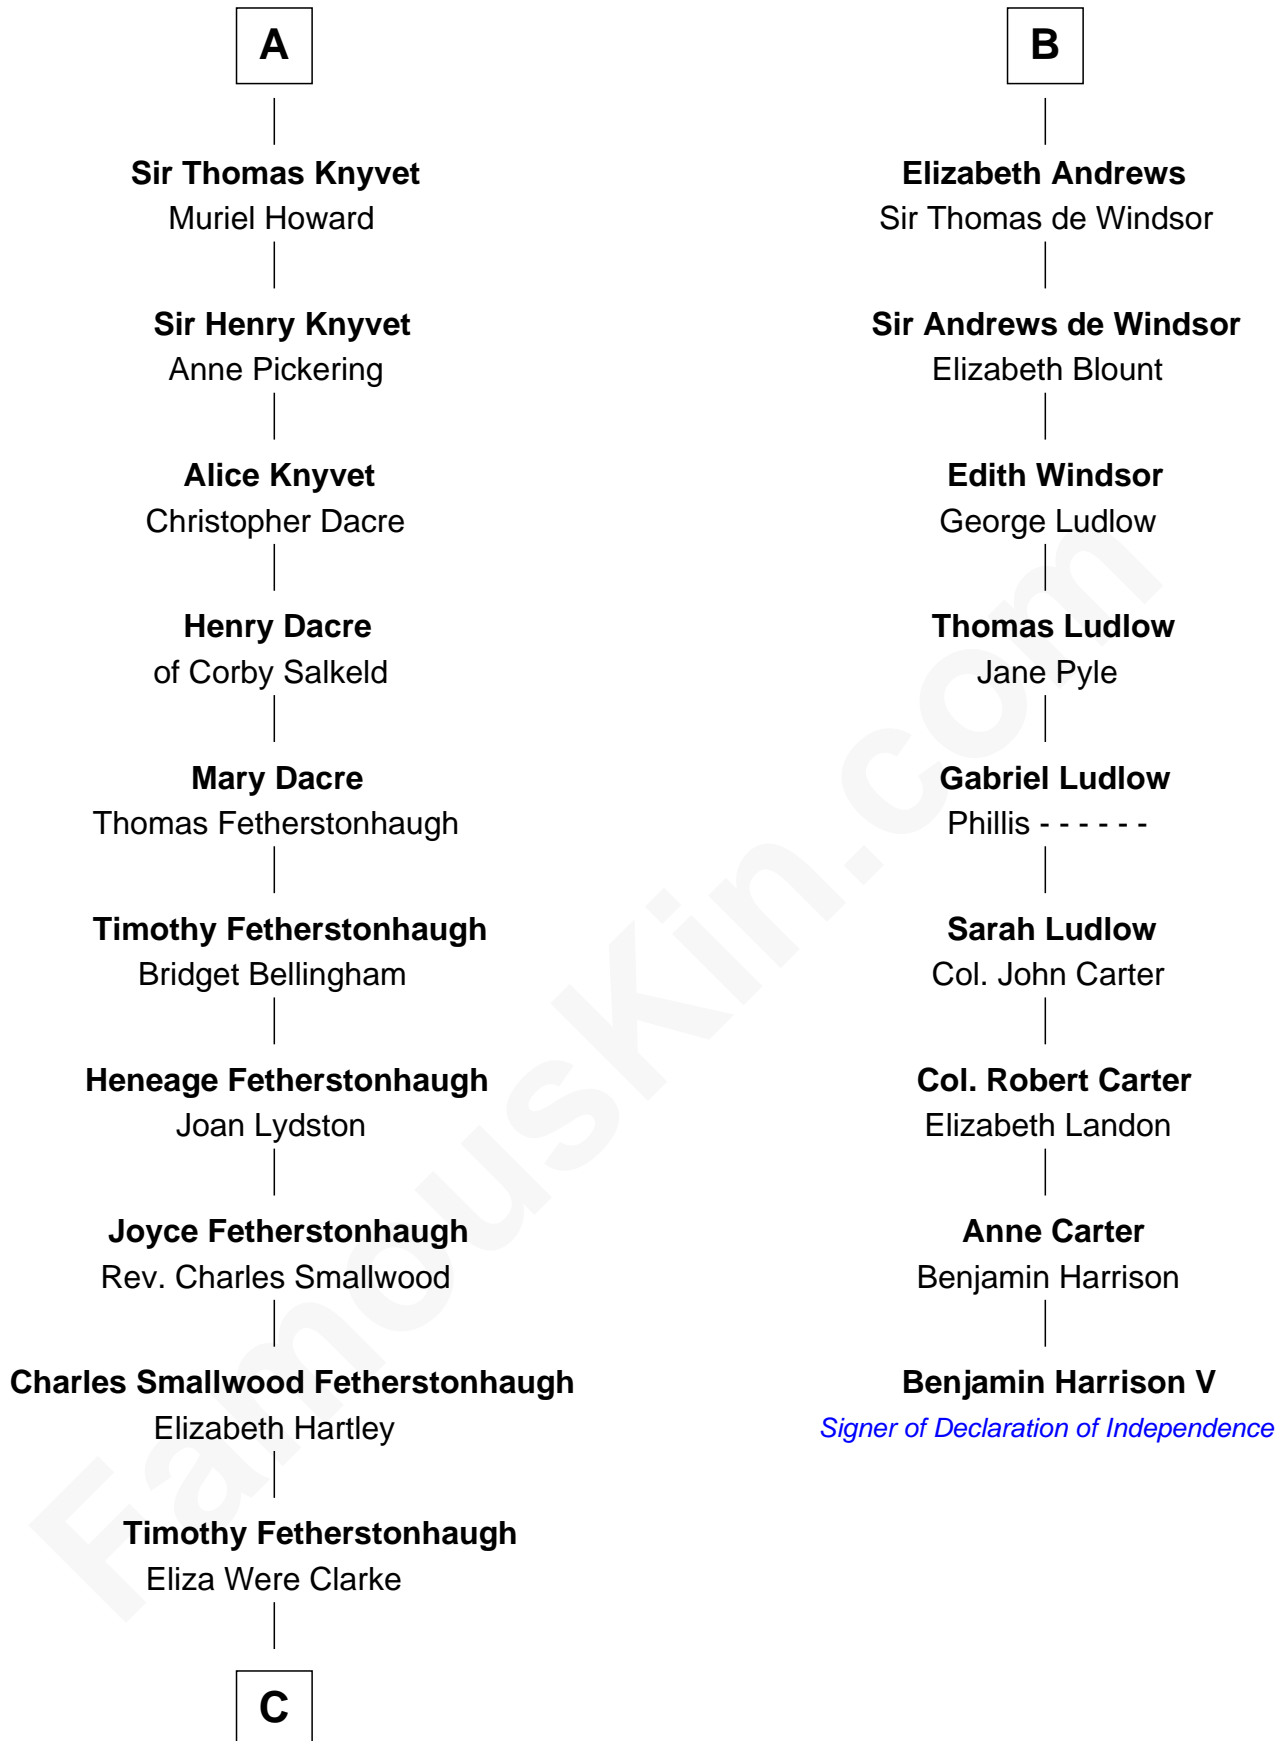 A
Sir Thomas Knyvet
Muriel Howard
Sir Henry Knyvet
Anne Pickering
Alice Knyvet
Christopher Dacre
Henry Dacre
of Corby Salkeld
Mary Dacre
Thomas Fetherstonhaugh
Timothy Fetherstonhaugh
Bridget Bellingham
Heneage Fetherstonhaugh
Joan Lydston
Joyce Fetherstonhaugh
Rev. Charles Smallwood
Charles Smallwood Fetherstonhaugh
Elizabeth Hartley
Timothy Fetherstonhaugh
Eliza Were Clarke
C
B
Elizabeth Andrews
Sir Thomas de Windsor
Sir Andrews de Windsor
Elizabeth Blount
Edith Windsor
George Ludlow
Thomas Ludlow
Jane Pyle
Gabriel Ludlow
Phillis - - - - - -
Sarah Ludlow
Col. John Carter
Col. Robert Carter
Elizabeth Landon
Anne Carter
Benjamin Harrison
Benjamin Harrison V
Signer of Declaration of Independence
FamousKin.com